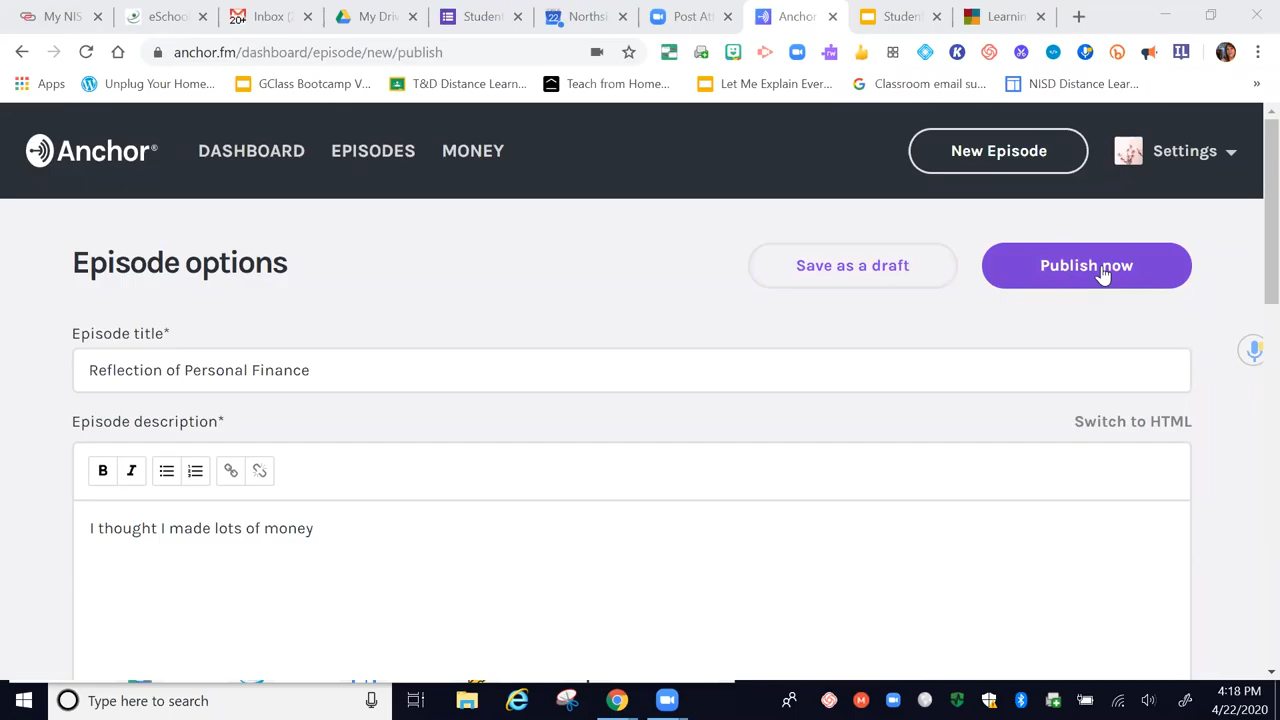 My NIS
eSchoo
20+
Inbox
My Dri
Student
22
Northsi
Post A
Anchor
Student
Learnin
anchor.fm/dashboard/episode/new/publish
Apps
Unplug Your Home...
GClass Bootcamp V...
T&D Distance Learn...
Teach from Home...
Let Me Explain Ever...
Classroom email su...
NISD Distance Lear...
»
Anchor®
DASHBOARD
EPISODES
MONEY
New Episode
Settings
Episode options
Save as a draft
Publish now
Episode title*
Reflection of Personal Finance
Episode description*
Switch to HTML
B I
I thought I made lots of money
Type here to search
4:18 PM
4/22/2020